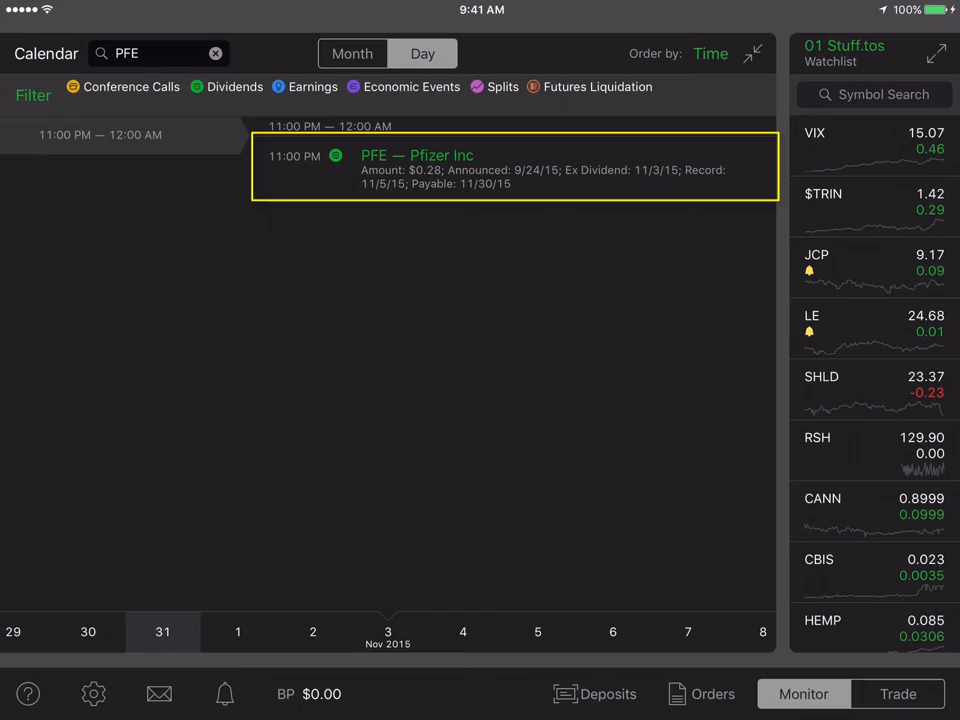 9:41 AM
100%
Calendar
PFE
Month
Day
Order by: Time
Filter
Conference Calls
Dividends
Earnings
Economic Events
Splits
Futures Liquidation
11:00 PM — 12:00 AM
11:00 PM — 12:00 AM
11:00 PM
PFE — Pfizer Inc
Amount: $0.28; Announced: 9/24/15; Ex Dividend: 11/3/15; Record:
11/5/15; Payable: 11/30/15
29 30 31 1 2 3 4 5 6 7 8
Nov 2015
01 Stuff.tos
Watchlist
Symbol Search
VIX 15.07
0.46
$TRIN 1.42
0.29
JCP 9.17
0.09
LE 24.68
0.01
SHLD 23.37
-0.23
RSH 129.90
0.00
CANN 0.8999
0.0999
CBIS 0.023
0.0035
HEMP 0.085
0.0306
?
BP $0.00
Deposits
Orders
Monitor
Trade